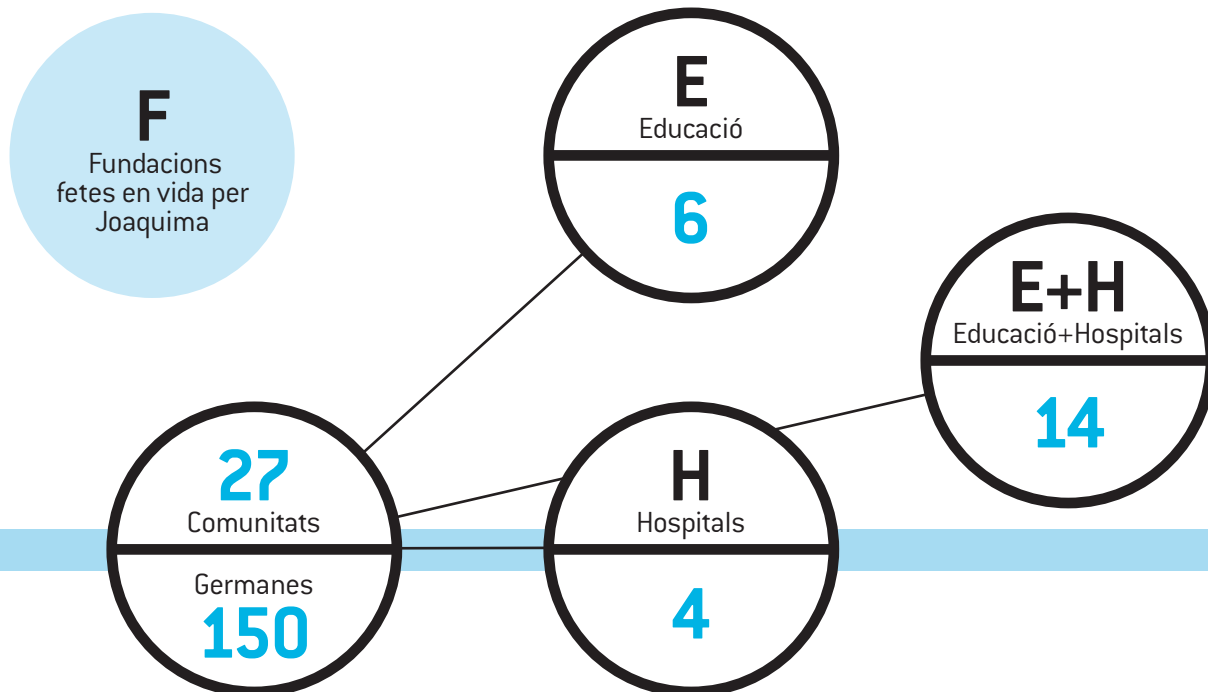 F
Fundacions
fetes en vida per
Joaquima
E
Educació
6
E+H
Educació+Hospitals
14
27
Comunitats
Germanes
150
H
Hospitals
4